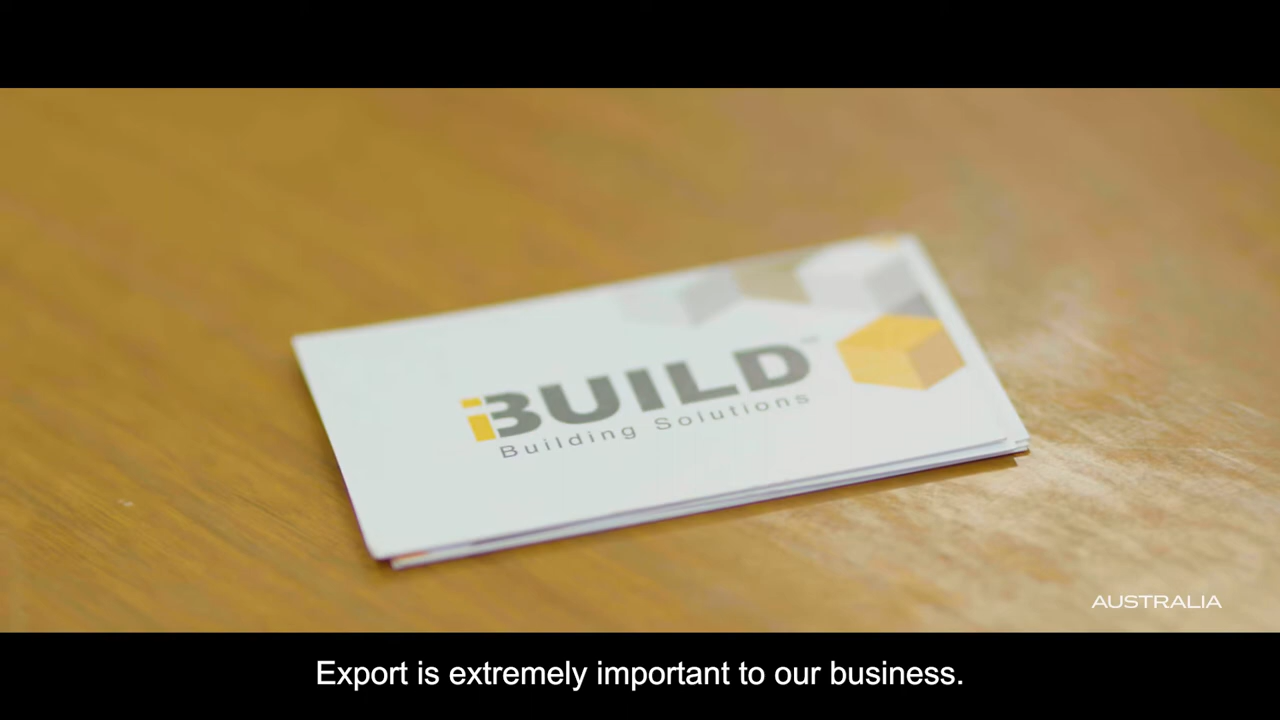 iBUILD
Building Solutions
AUSTRALIA
Export is extremely important to our business.